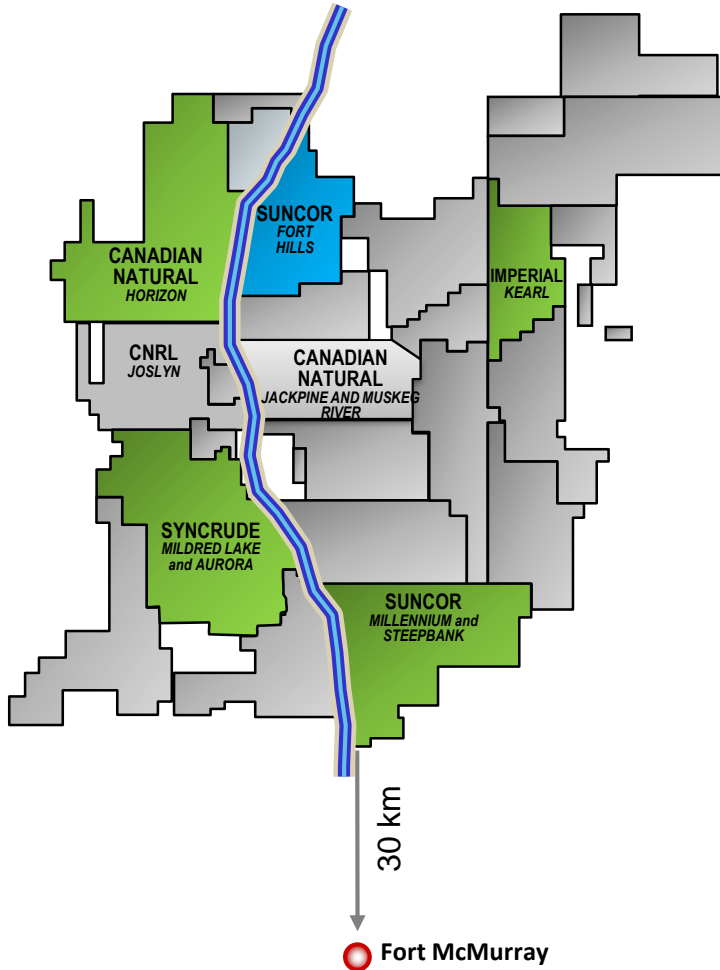 SUNCOR
FORT
HILLS
CANADIAN
NATURAL
HORIZON
IMPERIAL
KEARL
CNRL
JOSLYN
CANADIAN
NATURAL
JACKPINE AND MUSKEG
RIVER
SYNCRUDE
MILDRED LAKE
and AURORA
SUNCOR
MILLENNIUM and
STEEPBANK
30 km
Fort McMurray